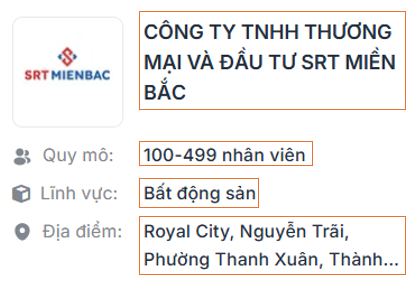 CÔNG TY TNHH THƯƠNG
MẠI VÀ ĐẦU TƯ SRT MIỀN
BẮC
SRT MIENBAC
Quy mô: 100-499 nhân viên
Lĩnh vực: Bất động sản
Địa điểm: Royal City, Nguyễn Trãi,
Phường Thanh Xuân, Thành...